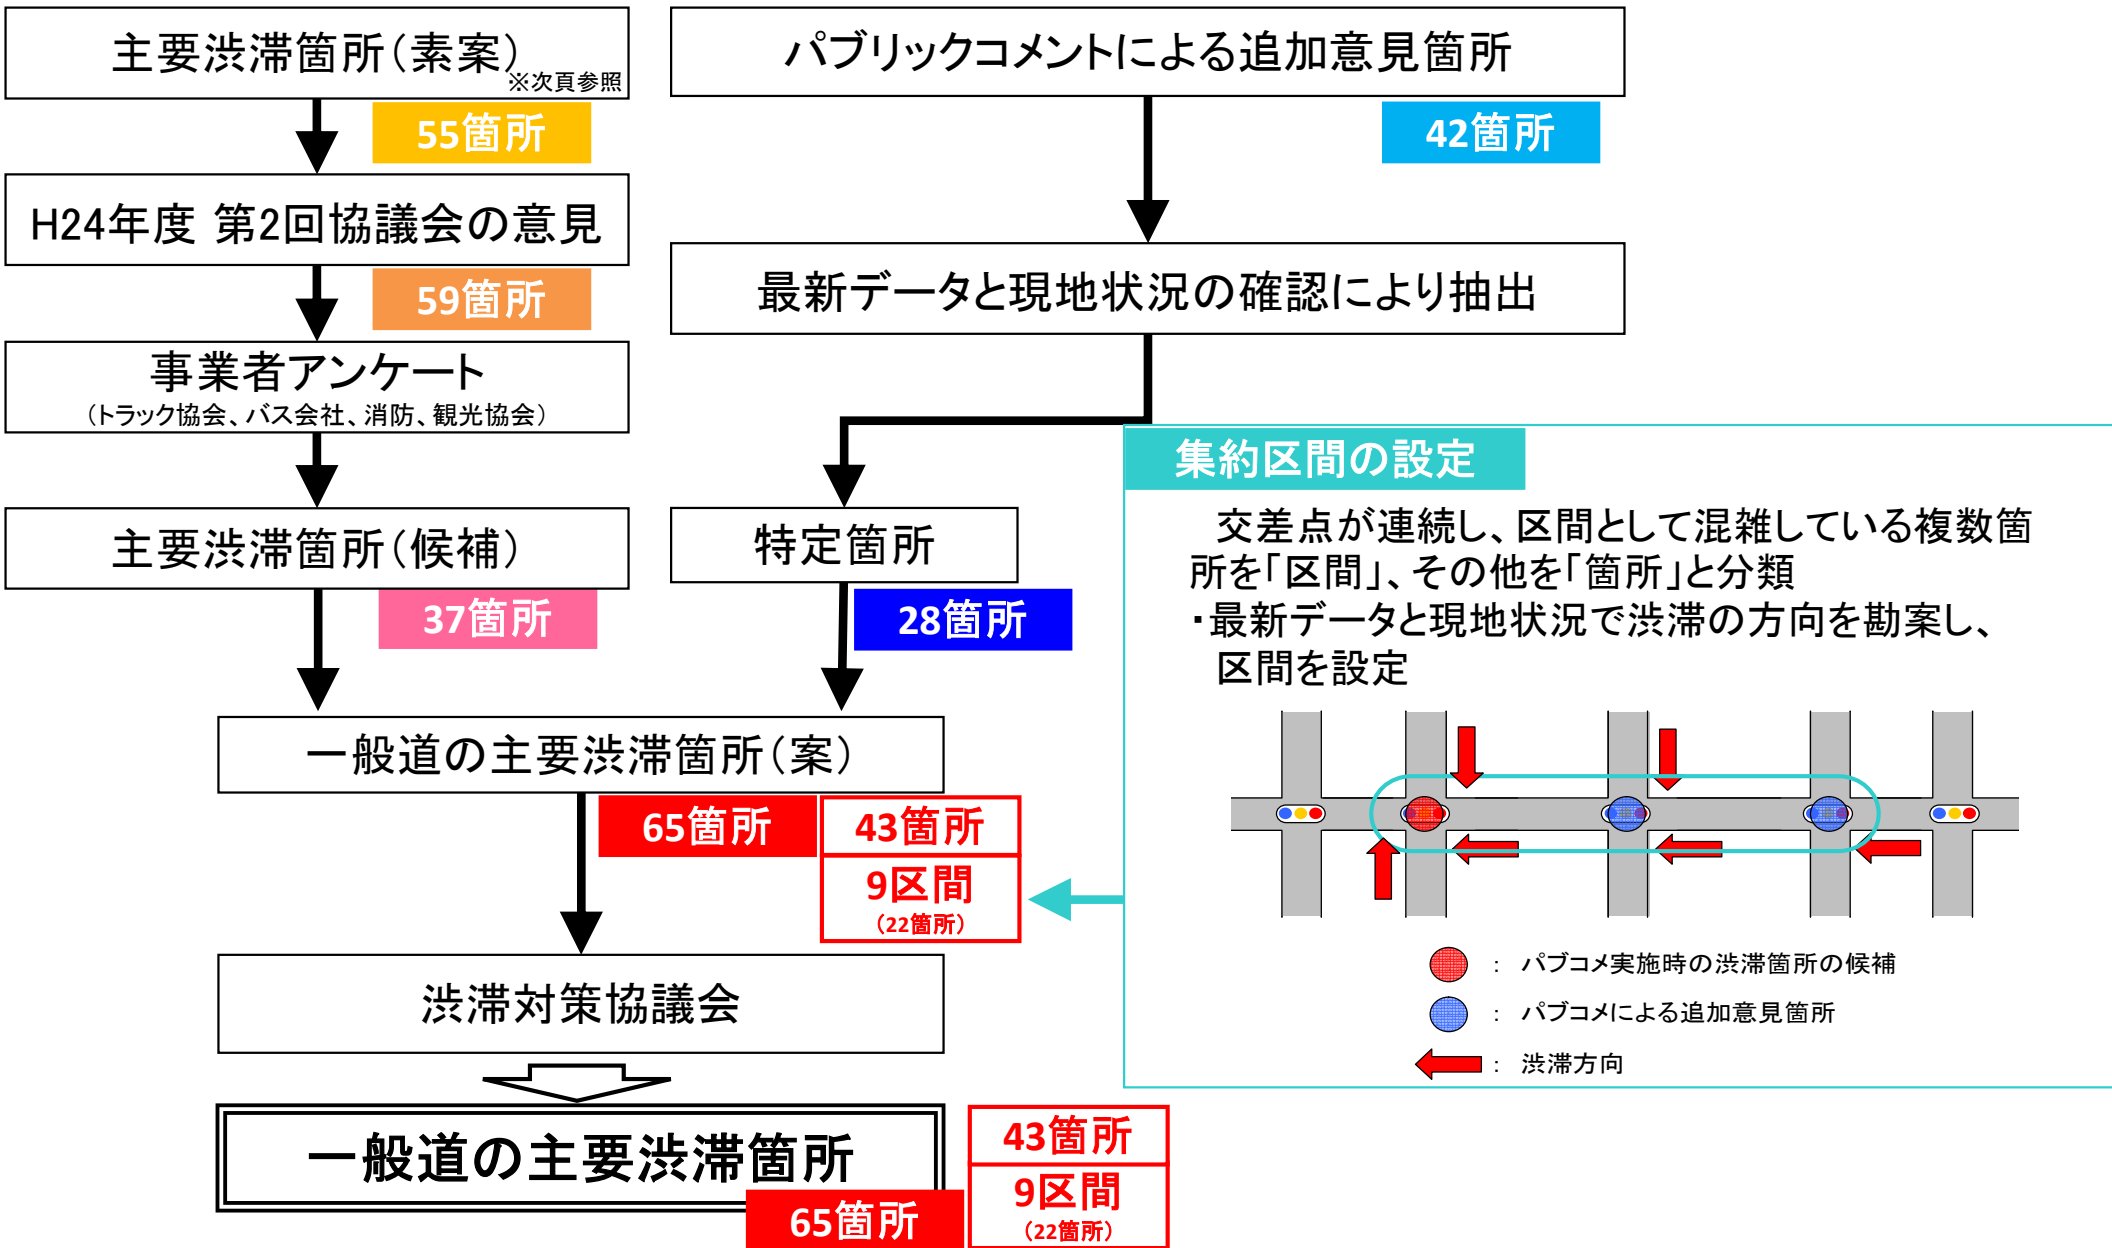 主要渋滞箇所(素案)
※次頁参照
55箇所
H24年度 第2回協議会の意見
59箇所
事業者アンケート
(トラック協会、バス会社、消防、観光協会)
主要渋滞箇所(候補)
37箇所
パブリックコメントによる追加意見箇所
42箇所
最新データと現地状況の確認により抽出
特定箇所
28箇所
一般道の主要渋滞箇所(案)
65箇所
43箇所
9区間
(22箇所)
渋滞対策協議会
一般道の主要渋滞箇所
65箇所
43箇所
9区間
(22箇所)
集約区間の設定
交差点が連続し、区間として混雑している複数箇
所を「区間」、その他を「箇所」と分類
・最新データと現地状況で渋滞の方向を勘案し、
区間を設定
: パブコメ実施時の渋滞箇所の候補
: パブコメによる追加意見箇所
: 渋滞方向